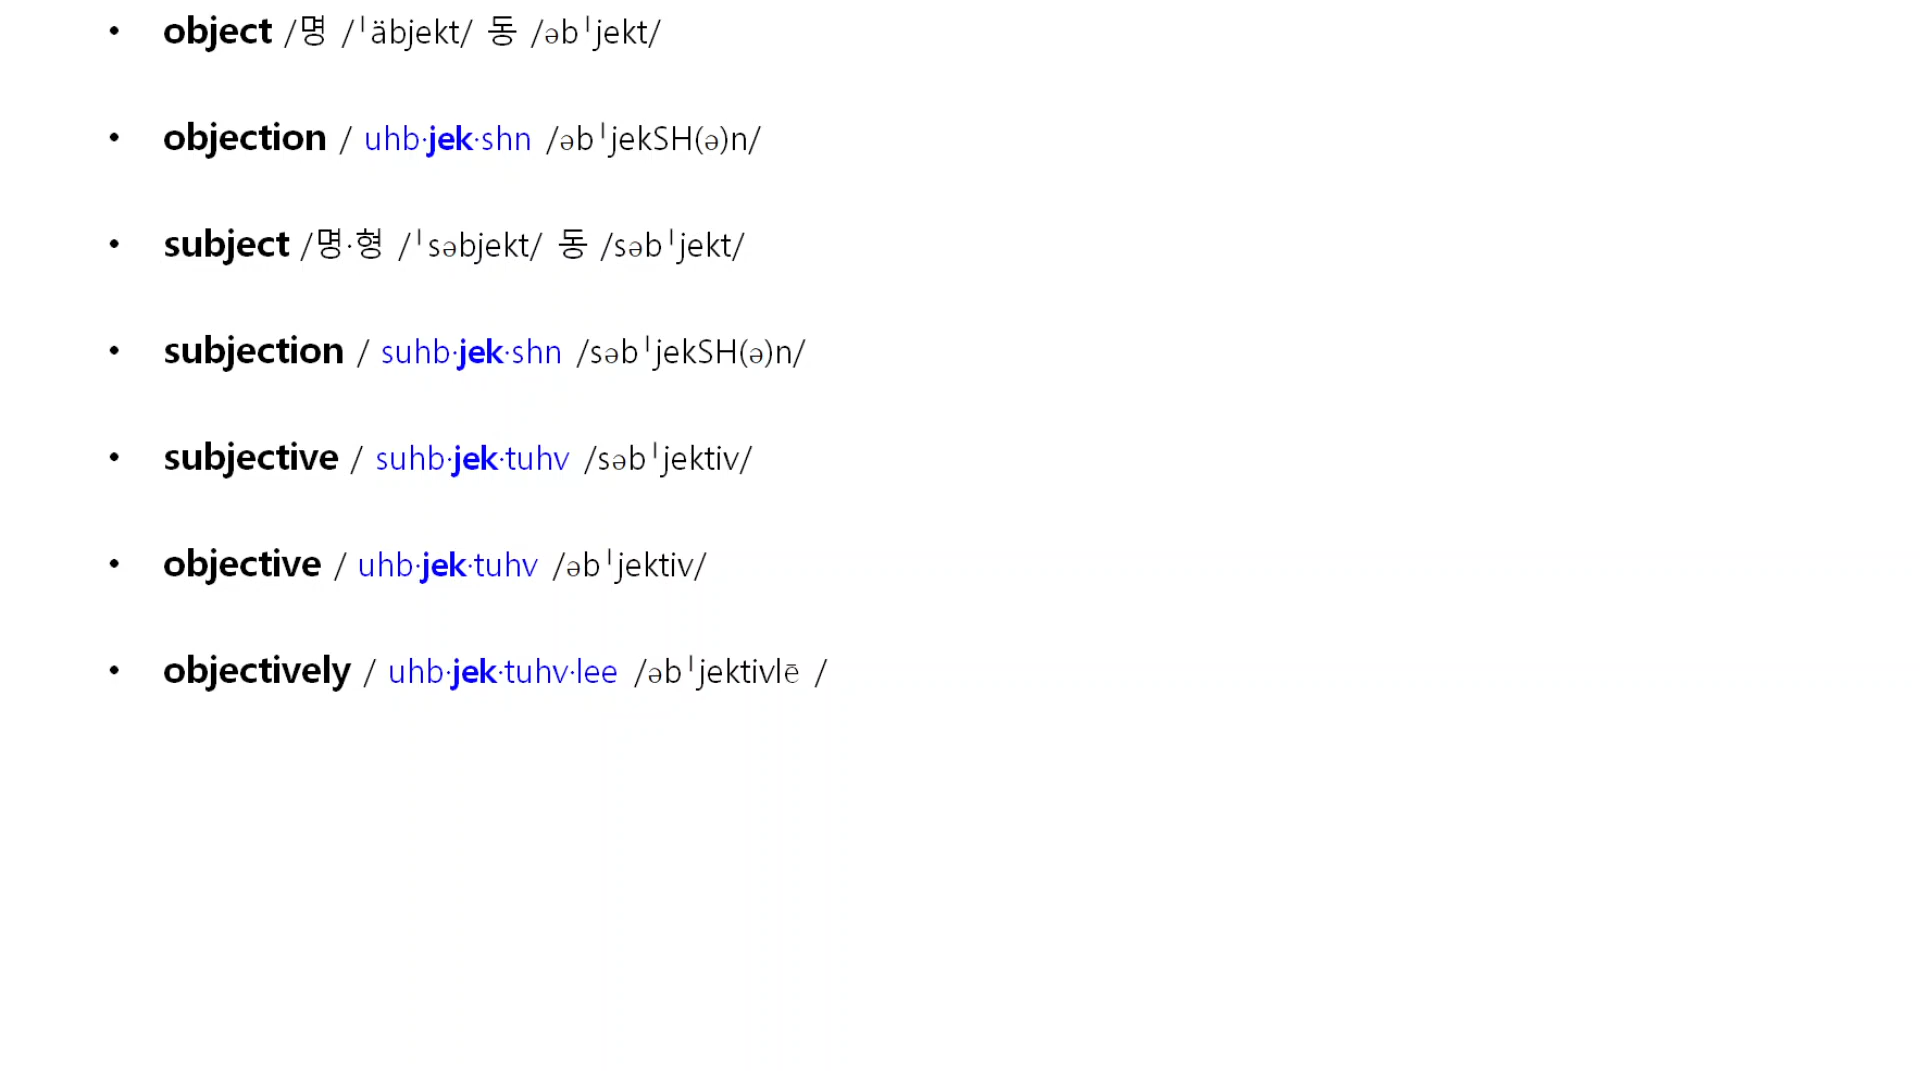 • object /명 /ˈäbjekt/ 동 /əbˈjekt/
• objection / uhb·jek·shn /əbˈjekSH(ə)n/
• subject /명·형 /ˈsəbjekt/ 동 /səbˈjekt/
• subjection / suhb·jek·shn /səbˈjekSH(ə)n/
• subjective / suhb·jek·tuhv /səbˈjektiv/
• objective / uhb·jek·tuhv /əbˈjektiv/
• objectively / uhb·jek·tuhv·lee /əbˈjektivlē /